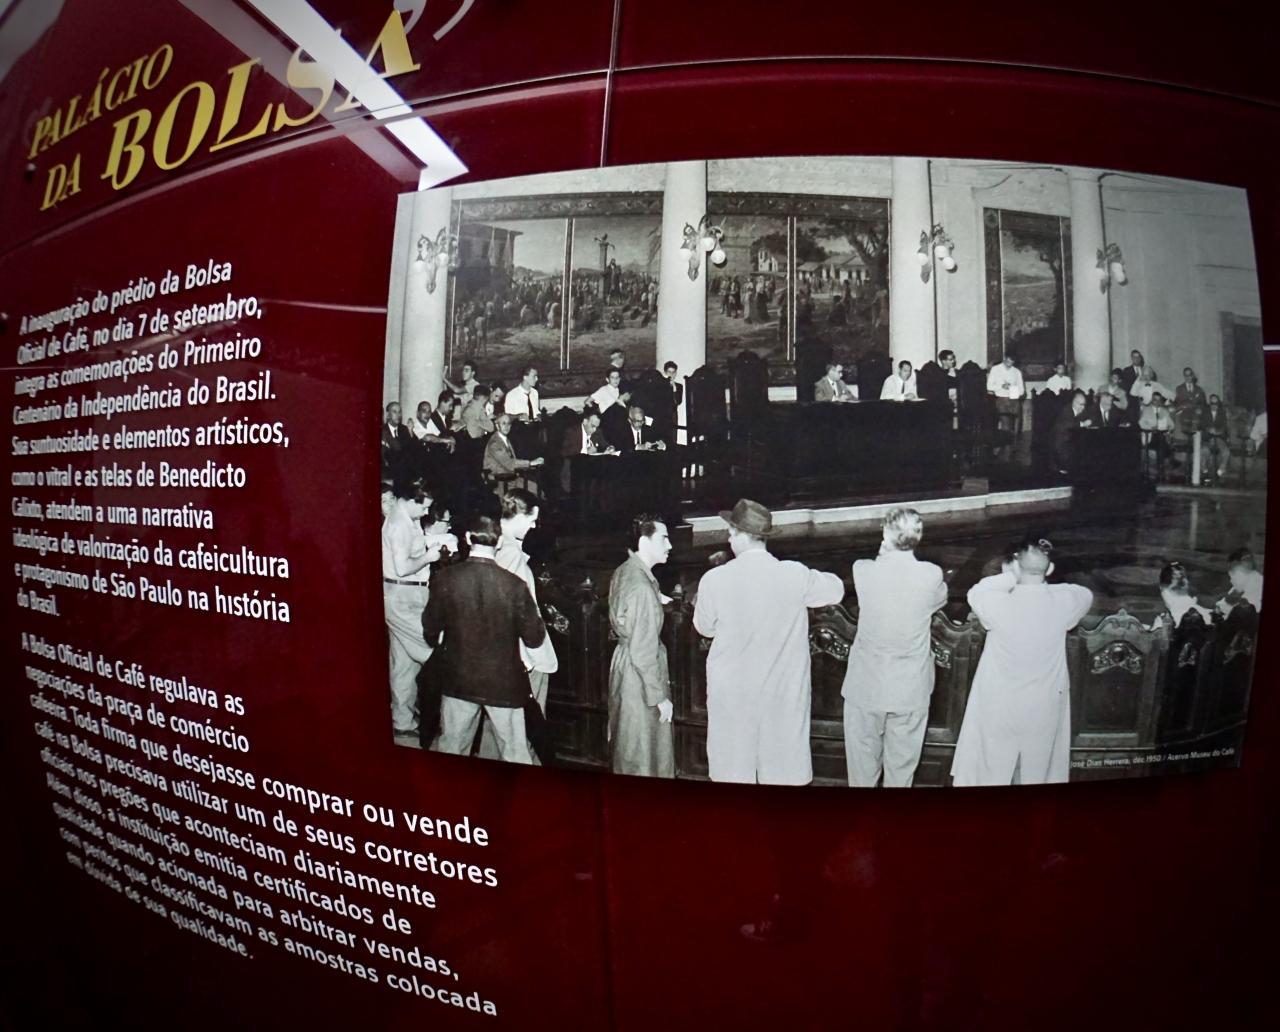 PALÁCIO
DA BOLSA”
A inauguração do prédio da Bolsa
Oficial de Café, no dia 7 de setembro,
integra as comemorações do Primeiro
Centenário da Independência do Brasil.
Sua suntuosidade e elementos artísticos,
como o vitral e as telas de Benedicto
Calixto, atendem a uma narrativa
ideológica de valorização da cafeicultura
e protagonismo de São Paulo na história
do Brasil.
A Bolsa Oficial de Café regulava as
negociações da praça de comércio
cafeeira. Toda firma que desejasse comprar ou vende
café na Bolsa precisava utilizar um de seus corretores
oficiais nos pregões que aconteciam diariamente
Além disso, a instituição emitia certificados de
qualidade quando acionada para arbitrar vendas,
com peritos que classificavam as amostras colocada
em dúvida de sua qualidade.
José Dias Herrera, déc.1950 / Acervo Museu do Café